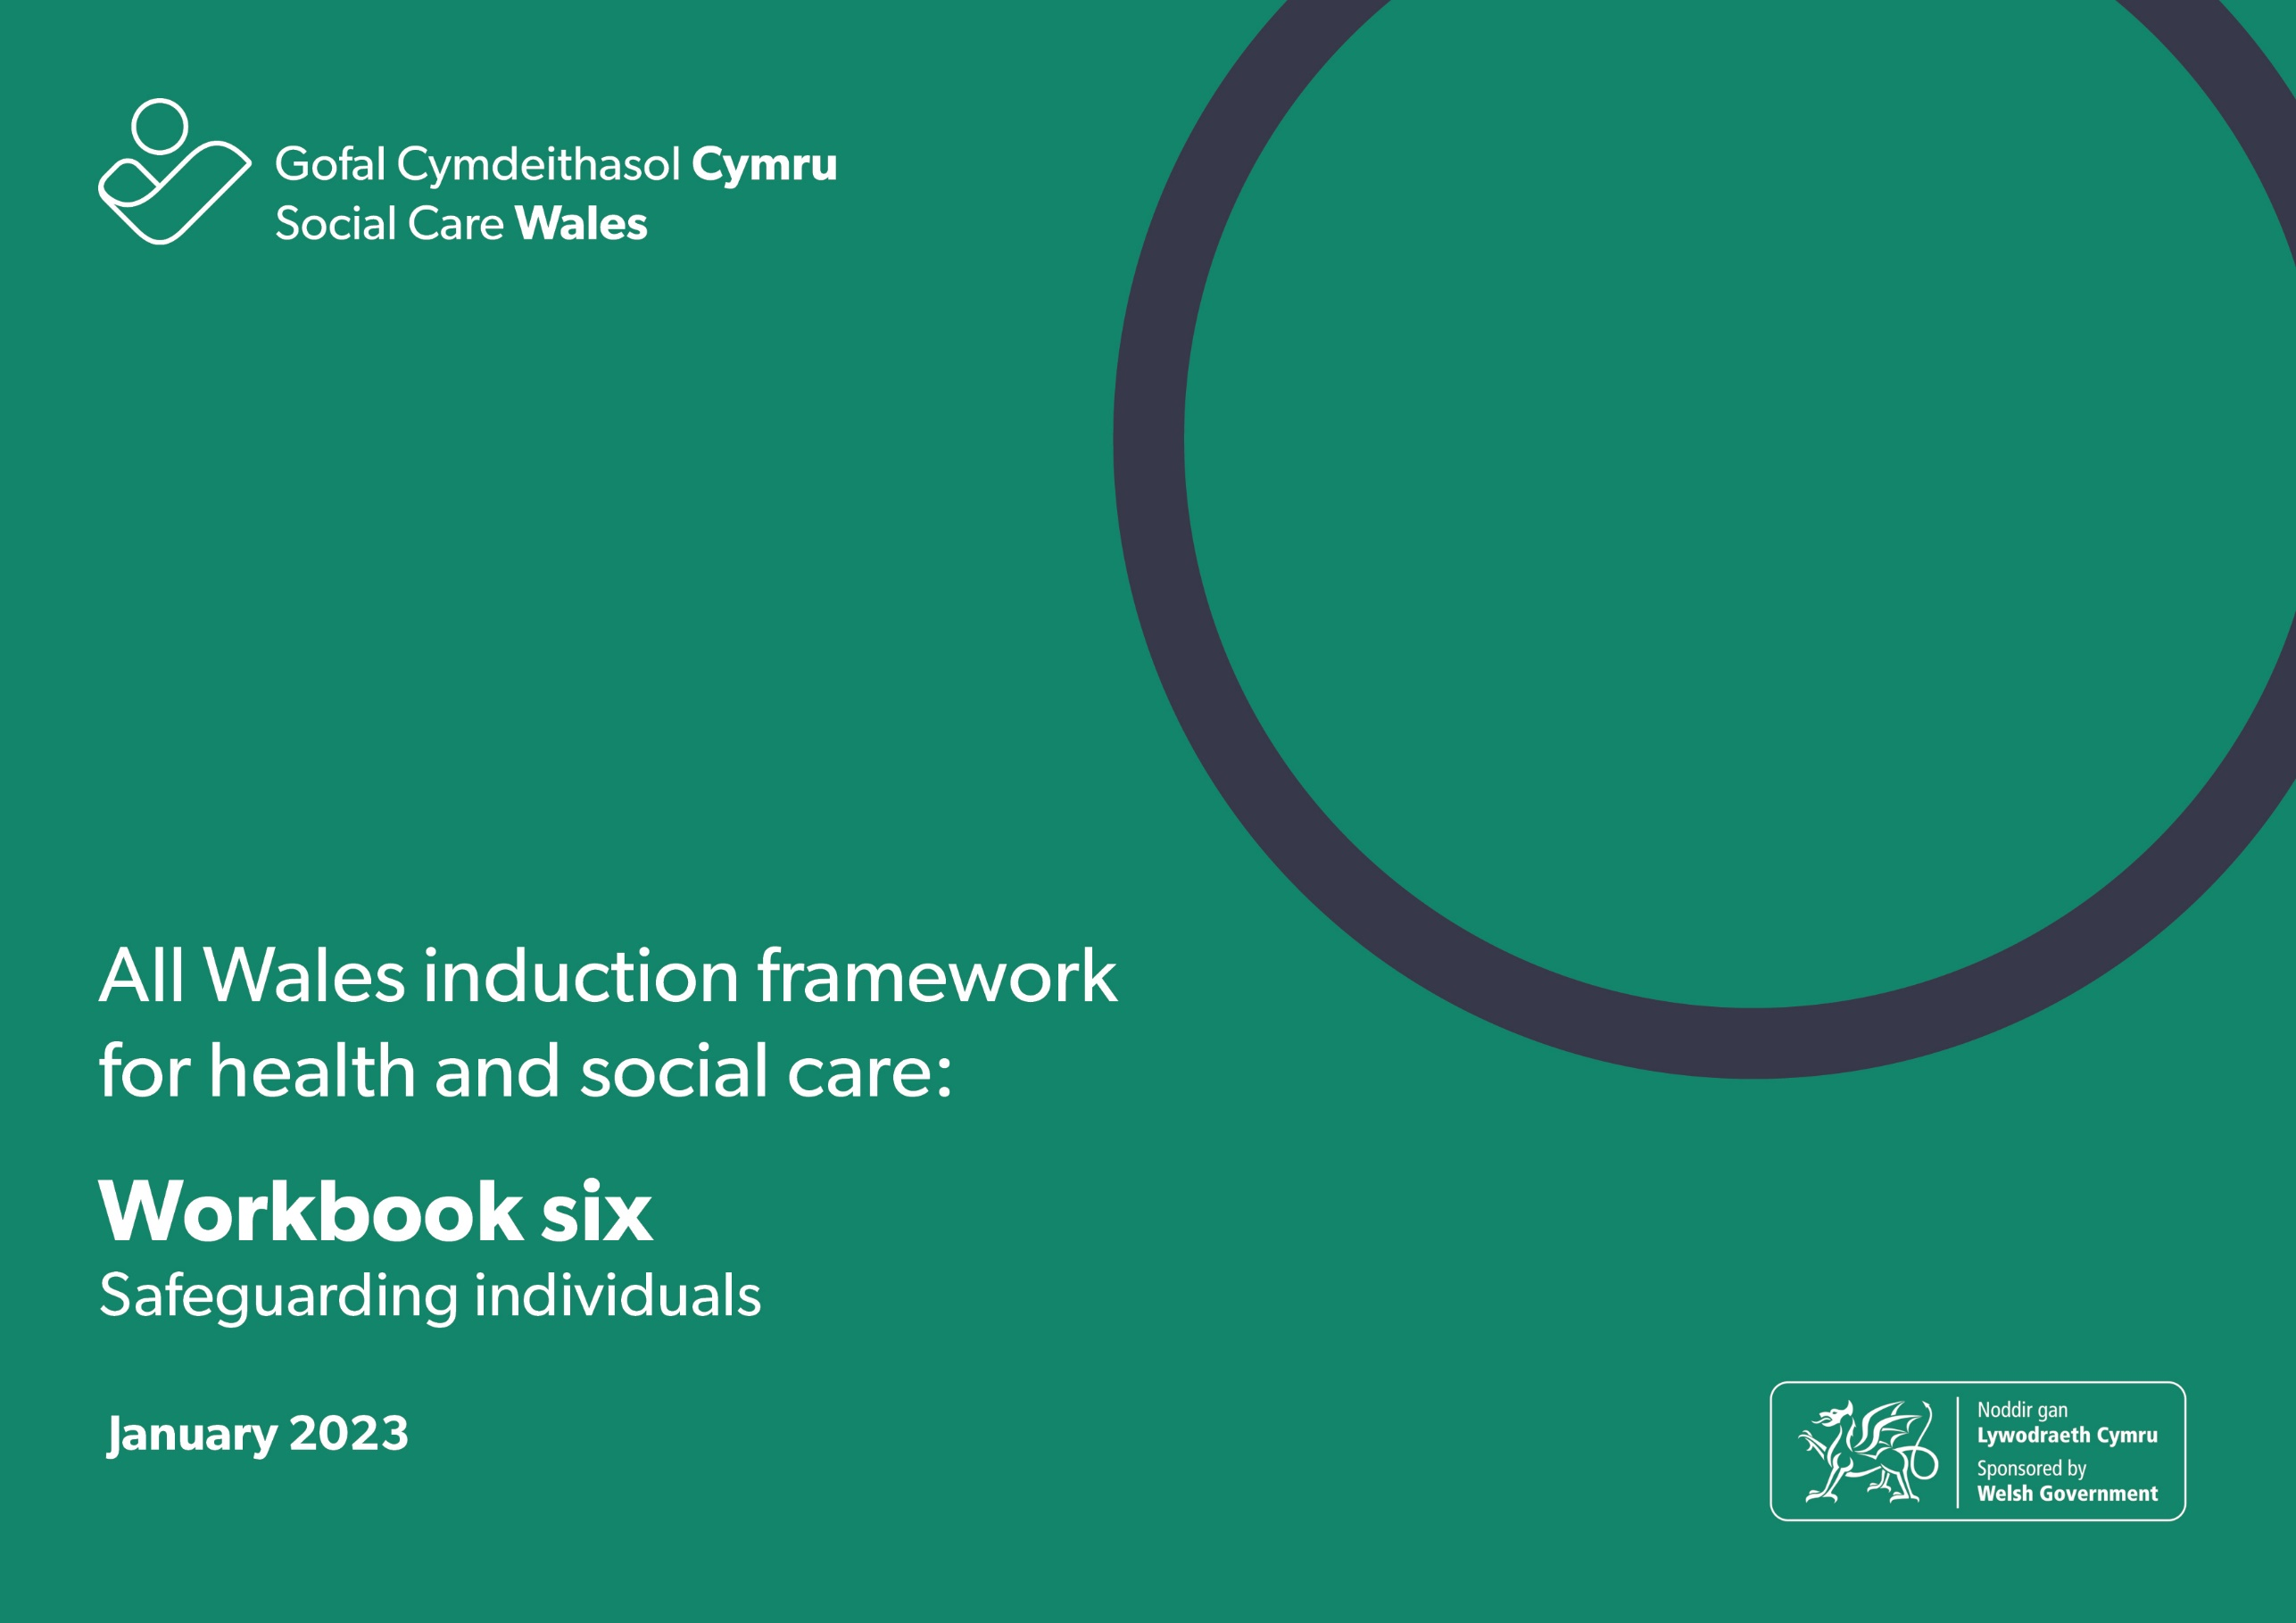 Gofal Cymdeithasol Cymru
Social Care Wales
All Wales induction framework
for health and social care:
Workbook six
Safeguarding individuals
January 2023
Noddir gan
Lywodraeth Cymru
Sponsored by
Welsh Government